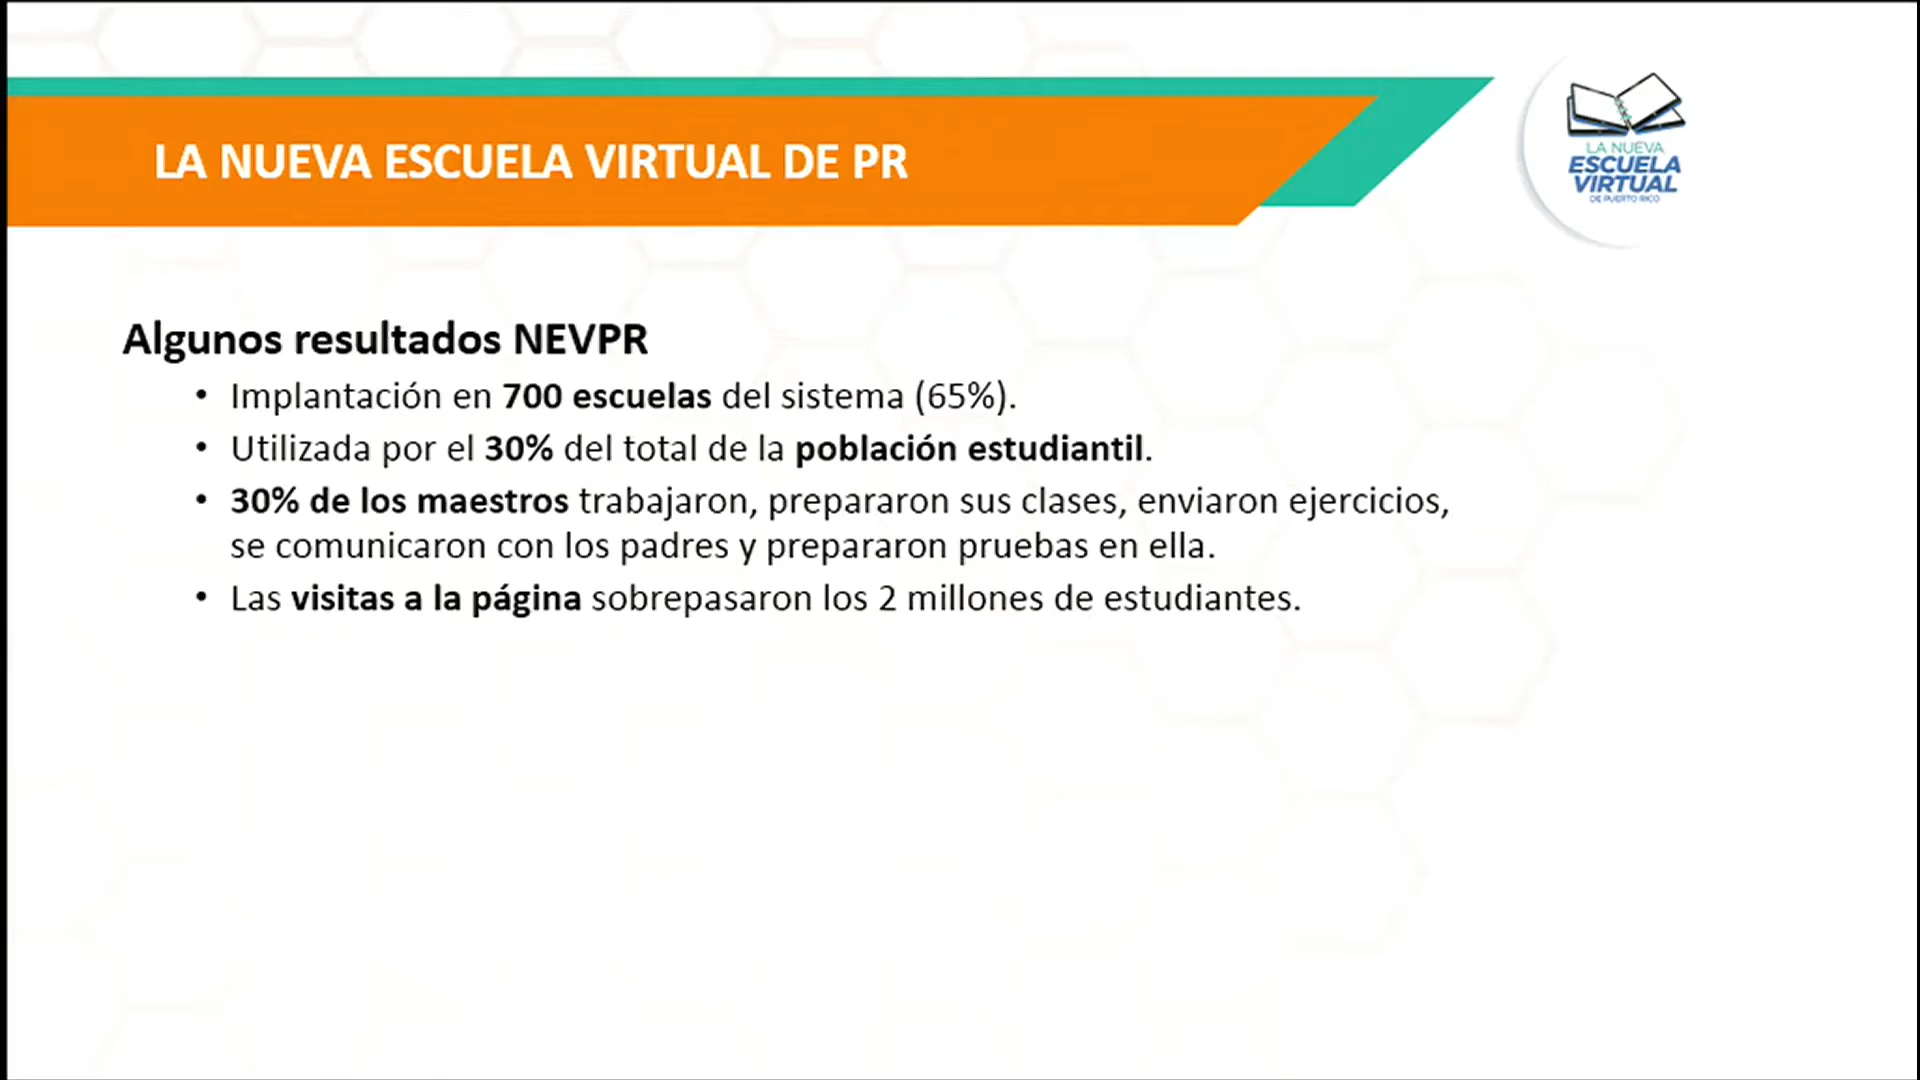 LA NUEVA ESCUELA VIRTUAL DE PR
LA NUEVA
ESCUELA
VIRTUAL
DE PUERTO RICO
Algunos resultados NEVPR
• Implantación en 700 escuelas del sistema (65%).
• Utilizada por el 30% del total de la población estudiantil.
• 30% de los maestros trabajaron, prepararon sus clases, enviaron ejercicios,
se comunicaron con los padres y prepararon pruebas en ella.
• Las visitas a la página sobrepasaron los 2 millones de estudiantes.